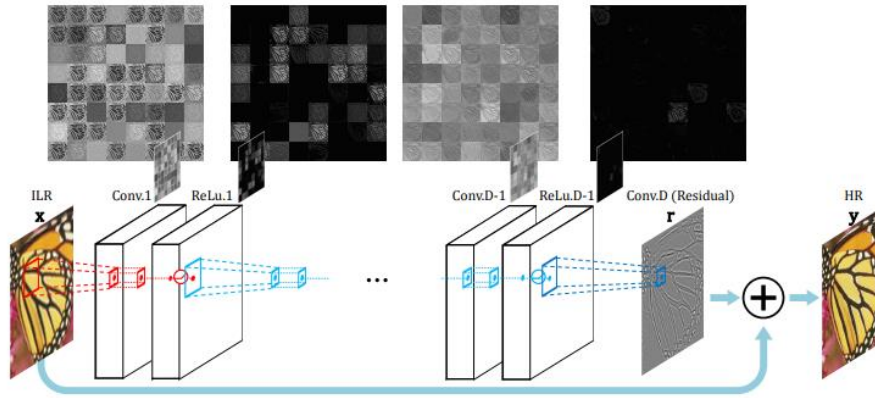 ILR
x
Conv.1
ReLu.1
Conv.D-1
ReLu.D-1
Conv.D (Residual)
r
HR
y
...
+